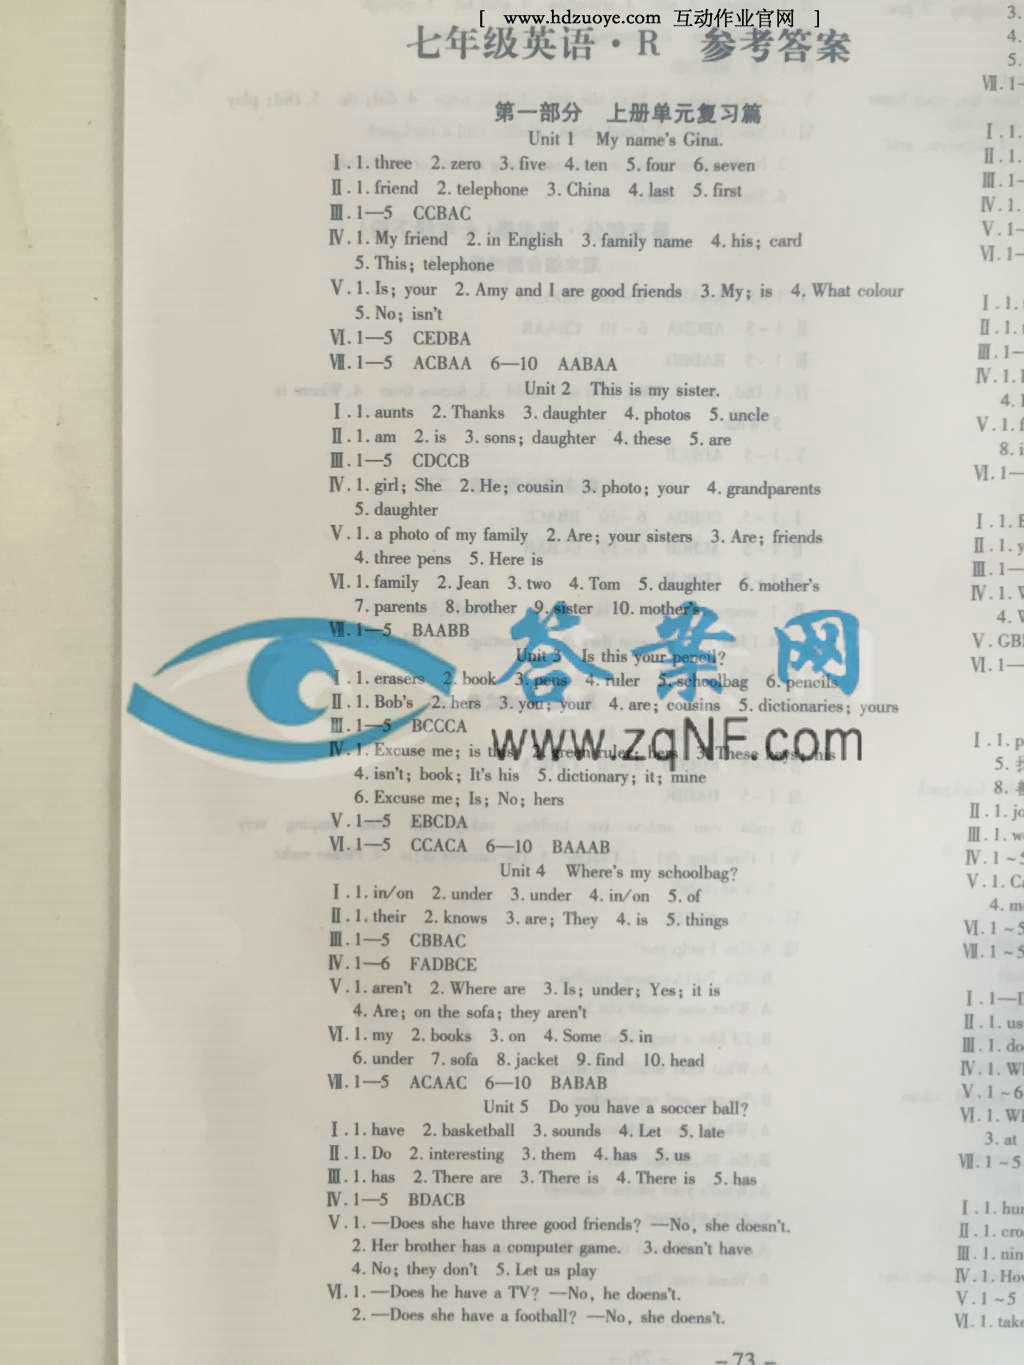 [ www.hdzuoye.com 互动作业官网 ]
七年级英语·R 参考答案
第一部分 上册单元复习篇
Unit 1 My name's Gina.
Ⅰ.1. three 2. zero 3. five 4. ten 5. four 6. seven
Ⅱ.1. friend 2. telephone 3. China 4. last 5. first
Ⅲ.1—5 CCBAC
Ⅳ.1. My friend 2. in English 3. family name 4. his; card
5. This; telephone
Ⅴ.1. Is; your 2. Amy and I are good friends 3. My; is 4. What colour
5. No; isn't
Ⅵ.1—5 CEDBA
Ⅶ.1—5 ACBAA 6—10 AABAA
Unit 2 This is my sister.
Ⅰ.1. aunts 2. Thanks 3. daughter 4. photos 5. uncle
Ⅱ.1. am 2. is 3. sons; daughter 4. these 5. are
Ⅲ.1—5 CDCCB
Ⅳ.1. girl; She 2. He; cousin 3. photo; your 4. grandparents
5. daughter
Ⅴ.1. a photo of my family 2. Are; your sisters 3. Are; friends
4. three pens 5. Here is
Ⅵ.1. family 2. Jean 3. two 4. Tom 5. daughter 6. mother's
7. parents 8. brother 9. sister 10. mother's
Ⅶ.1—5 BAABB
Unit 3 Is this your pencil?
Ⅰ.1. erasers 2. book 3. pens 4. ruler 5. schoolbag 6. pencils
Ⅱ.1. Bob's 2. hers 3. you; your 4. are; cousins 5. dictionaries; yours
Ⅲ.1—5 BCCCA
Ⅳ.1. Excuse me; is this 2. green ruler; hers 3. These keys; his
4. isn't; book; It's his 5. dictionary; it; mine
6. Excuse me; Is; No; hers
Ⅴ.1—5 EBCDA
Ⅵ.1—5 CCACA 6—10 BAAAB
Unit 4 Where's my schoolbag?
Ⅰ.1. in/on 2. under 3. under 4. in/on 5. of
Ⅱ.1. their 2. knows 3. are; They 4. is 5. things
Ⅲ.1—5 CBBAC
Ⅳ.1—6 FADBCE
Ⅴ.1. aren't 2. Where are 3. Is; under; Yes; it is
4. Are; on the sofa; they aren't
Ⅵ.1. my 2. books 3. on 4. Some 5. in
6. under 7. sofa 8. jacket 9. find 10. head
Ⅶ.1—5 ACAAC 6—10 BABAB
Unit 5 Do you have a soccer ball?
Ⅰ.1. have 2. basketball 3. sounds 4. Let 5. late
Ⅱ.1. Do 2. interesting 3. them 4. has 5. us
Ⅲ.1. has 2. There are 3. There is 4. There is 5. has
Ⅳ.1—5 BDACB
Ⅴ.1. —Does she have three good friends? —No, she doesn't.
2. Her brother has a computer game. 3. doesn't have
4. No; they don't 5. Let us play
Ⅵ.1. —Does he have a TV? —No, he doens't.
2. —Does she have a football? —No, she doens't.
- 73 -
答案网
www.zqNF.com